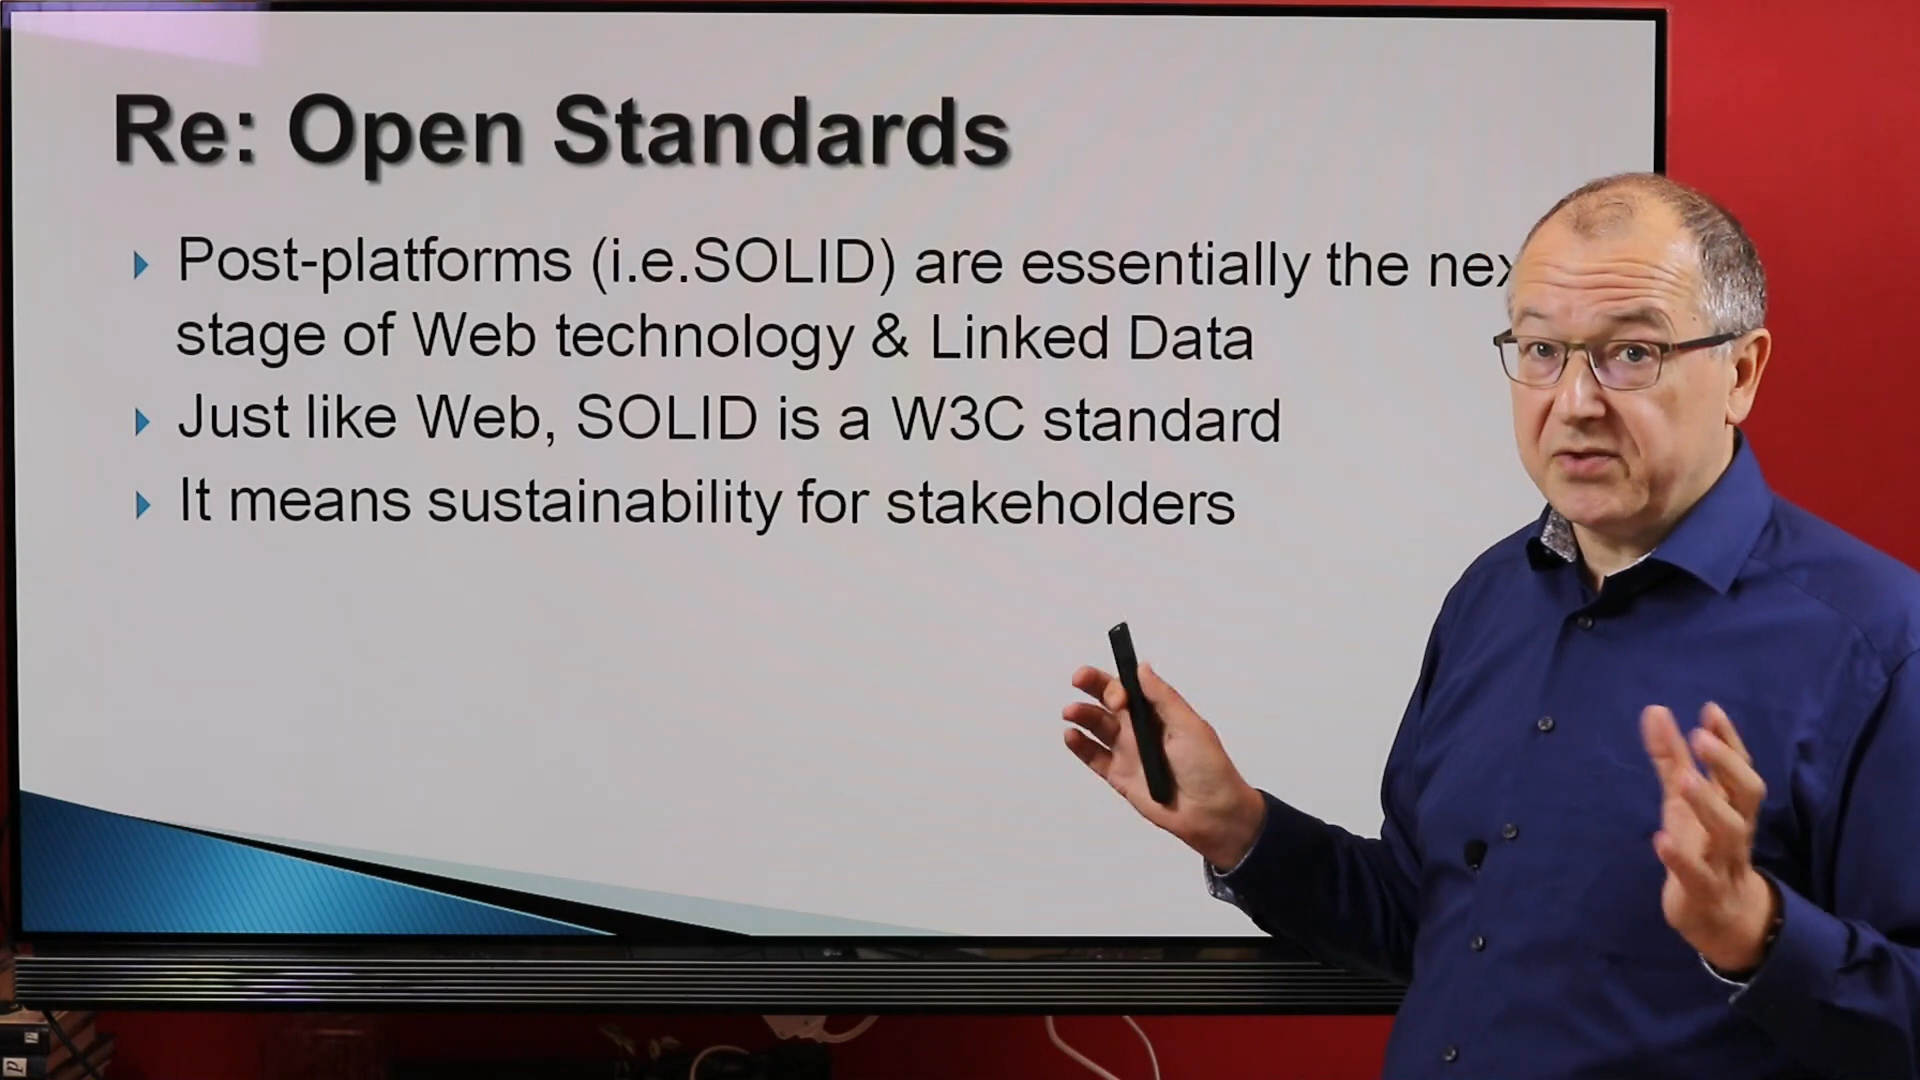 Re: Open Standards
Post-platforms (i.e.SOLID) are essentially the
stage of Web technology & Linked Data
Just like Web, SOLID is a W3C standard
It means sustainability for stakeholders